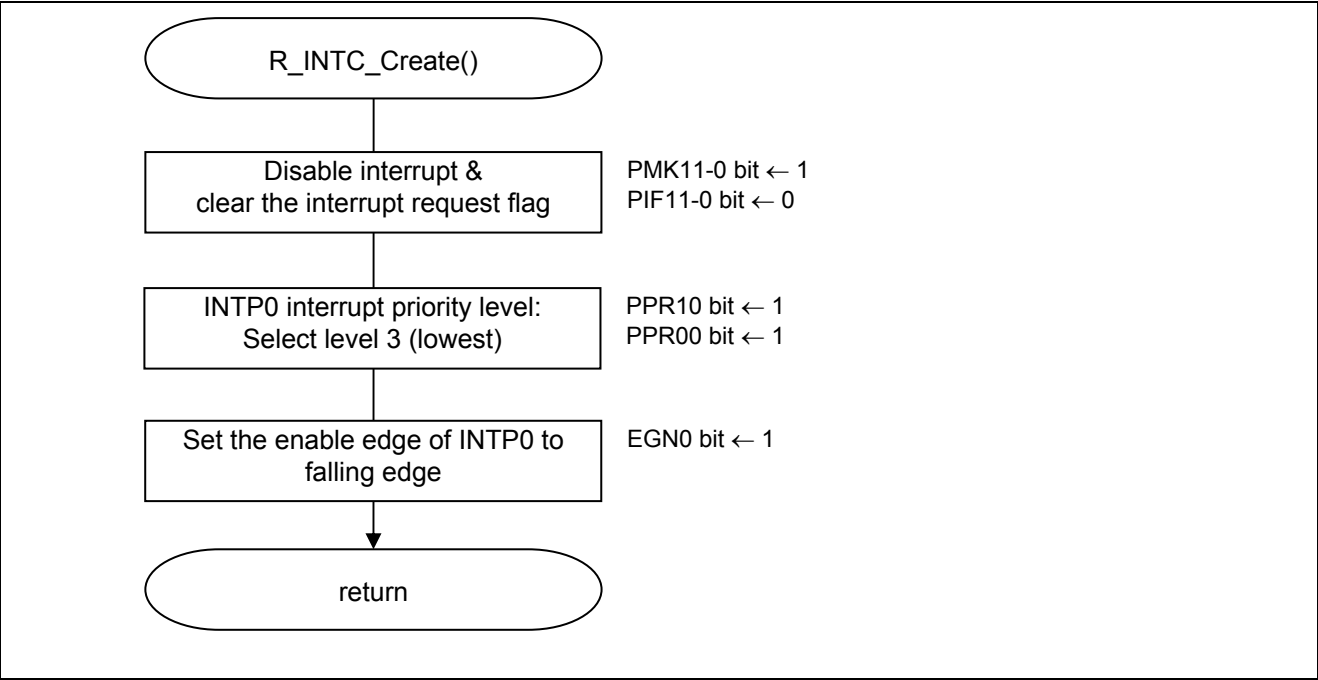 R_INTC_Create()
Disable interrupt &
clear the interrupt request flag
PMK11-0 bit ← 1
PIF11-0 bit ← 0
INTP0 interrupt priority level:
Select level 3 (lowest)
PPR10 bit ← 1
PPR00 bit ← 1
Set the enable edge of INTP0 to
falling edge
EGN0 bit ← 1
return